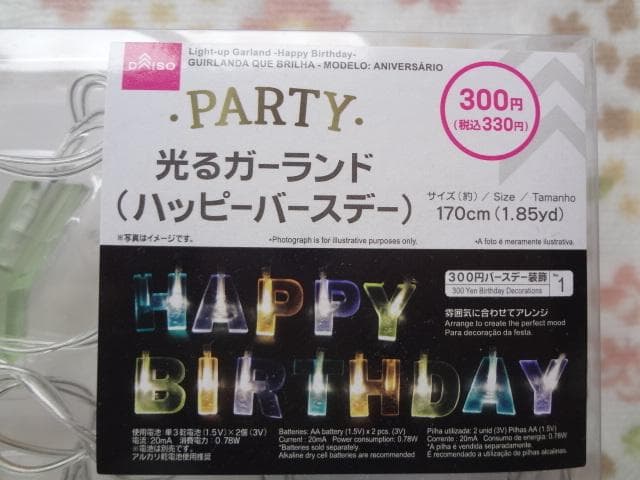 DAISO
Light-up Garland -Happy Birthday-
GUIRLANDA QUE BRILHA - MODELO: ANIVERSÁRIO
・PARTY・
300円
(税込330円)
光るガーランド
(ハッピーバースデー)
サイズ(約) / Size / Tamanho
170cm (1.85yd)
※写真はイメージです。
•Photograph is for illustrative purposes only.
•A foto é meramente ilustrativa.
HAPPY
BIRTHDAY
300円バースデー装飾
300 Yen Birthday Decorations
No 1
雰囲気に合わせてアレンジ
Arrange to create the perfect mood
Para decoração da festa.
使用電池:単3乾電池(1.5V)×2個(3V)
電流:20mA 消費電力:0.78W
*電池は別売です。
アルカリ乾電池使用推奨
Batteries: AA battery (1.5V) x 2 pcs. (3V)
Current : 20mA Power consumption: 0.78W
*Batteries sold separately
Alkaline dry cell batteries are recommended
Pilha utilizada: 2 unid (3V) Pilhas AA (1.5V)
Corrente : 20mA Consumo de energia: 0.78W
*A pilha é vendida separadamente.
É recomendado a utilização de pilhas alcalinas.